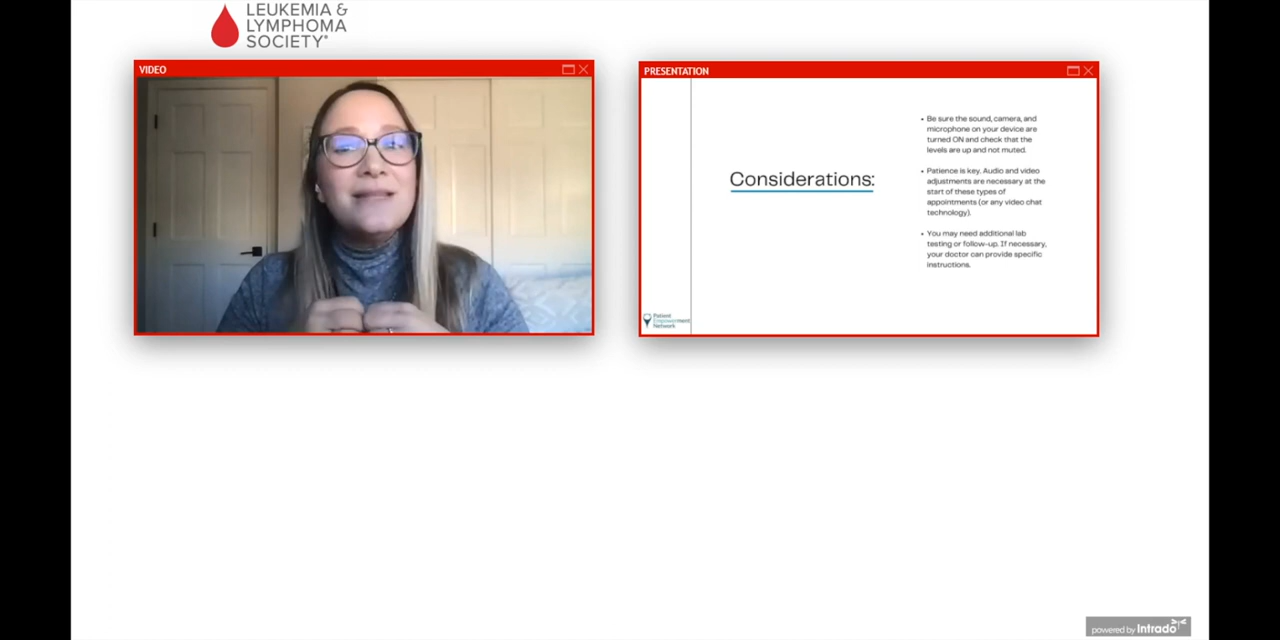 LEUKEMIA &
LYMPHOMA
SOCIETY®
VIDEO
PRESENTATION
Considerations:
• Be sure the sound, camera, and
microphone on your device are
turned ON and check that the
levels are up and not muted.
• Patience is key. Audio and video
adjustments are necessary at the
start of these types of
appointments (or any video chat
technology).
• You may need additional lab
testing or follow-up. If necessary,
your doctor can provide specific
instructions.
Patient
Empowerment
Network
powered by intrado